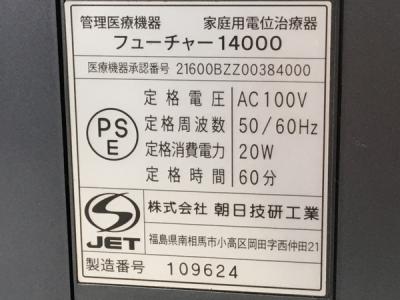 管理医療機器 家庭用電位治療器
フューチャー14000
医療機器承認番号 21600BZZ00384000
定格電圧 AC100V
定格周波数 50/60Hz
定格消費電力 20W
定格時間 60分
PS
E
株式会社 朝日技研工業
JET
福島県南相馬市小高区岡田字西仲田21
製造番号 109624